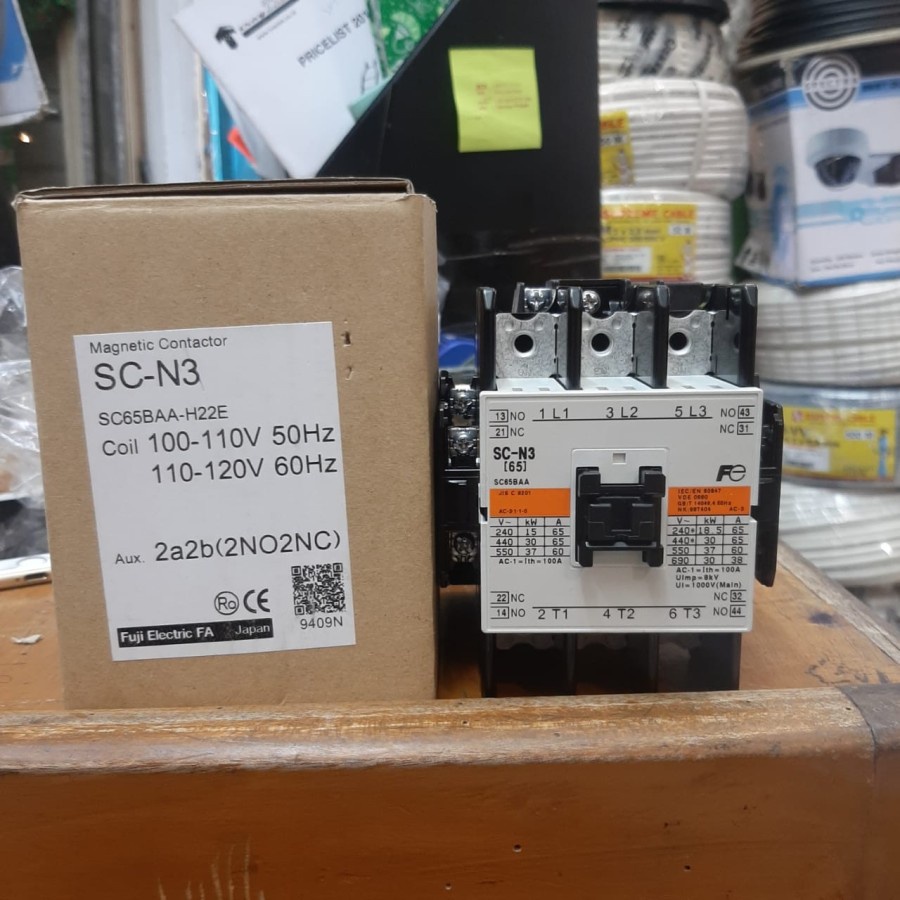 PRICELIST
Magnetic Contactor
SC-N3
SC65BAA-H22E
Coil 100-110V 50Hz
110-120V 60Hz
Aux. 2a2b(2NO2NC)
CE
9409N
Fuji Electric FA Japan
13 NO 1 L1 3 L2 5 L3 NO 43
21 NC NC 31
SC-N3
[65]
SC65BAA
Fe
JIS C 8201
AC-3
V~ kW A
240 15 65
440 30 65
550 37 60
AC-1=Ith=100A
V~ kW A
240 18.5 65
440 30 65
550 37 60
690 30 38
AC-1=Ith=100A
Uimp=8kV
Ui=1000V(Main)
22 NC NC 32
14 NO 2 T1 4 T2 6 T3 NO 44